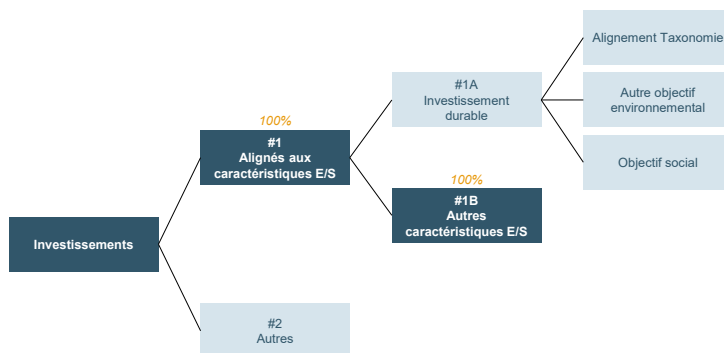 Investissements
100%
#1
Alignés aux
caractéristiques E/S
#2
Autres
#1A
Investissement
durable
100%
#1B
Autres
caractéristiques E/S
Alignement Taxonomie
Autre objectif
environnemental
Objectif social